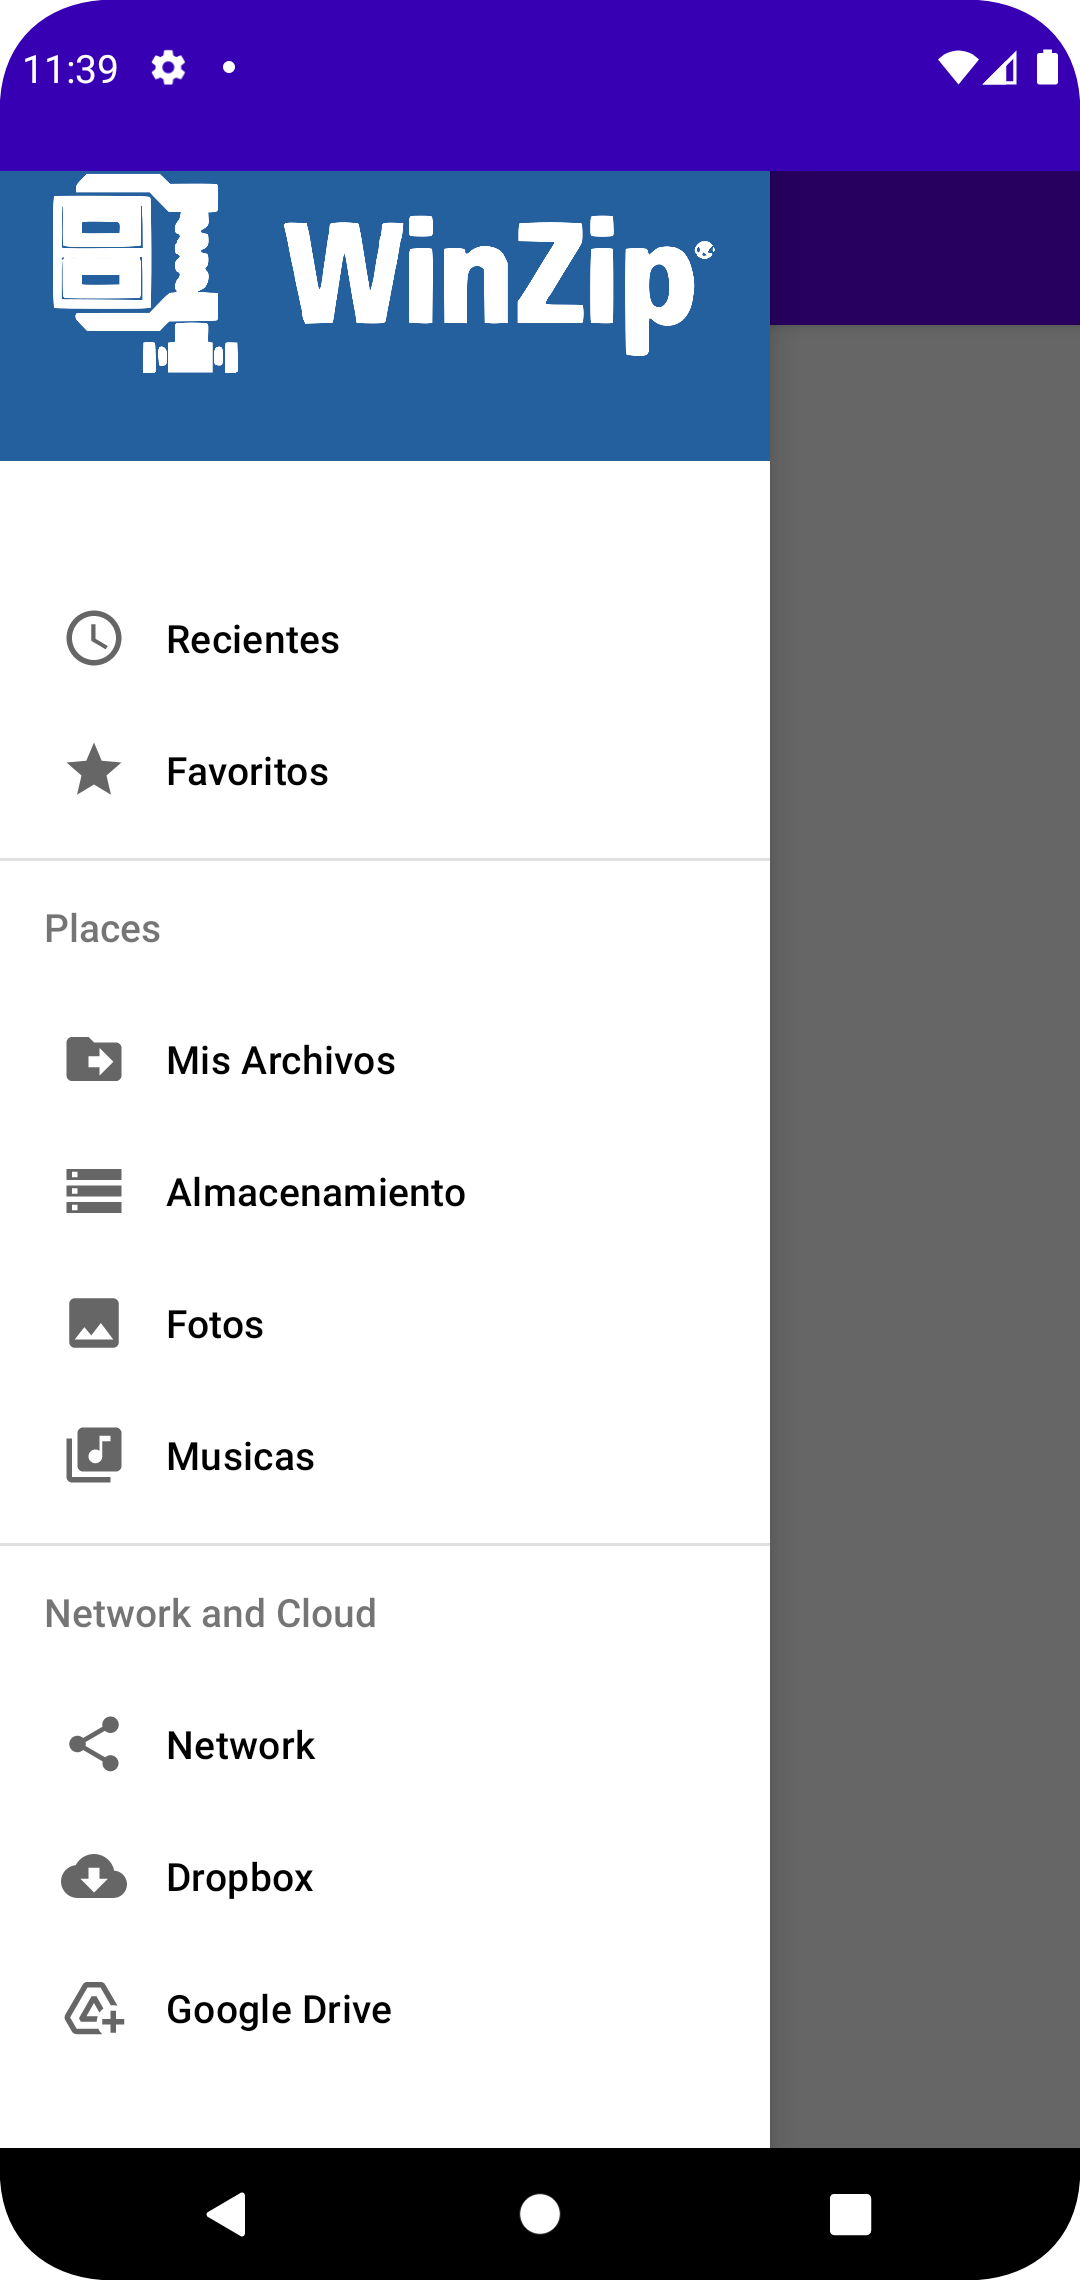 11:39
WinZip
Recientes
Favoritos
Places
Mis Archivos
Almacenamiento
Fotos
Musicas
Network and Cloud
Network
Dropbox
Google Drive